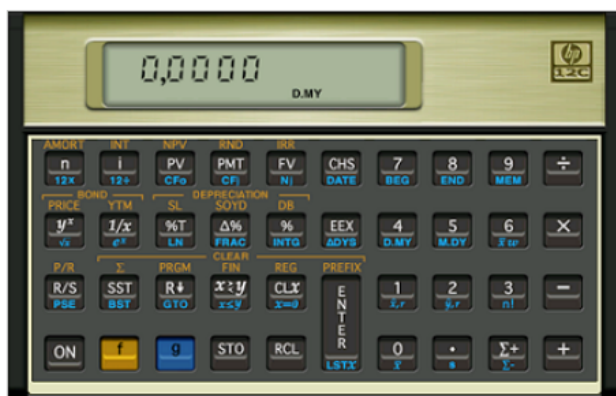 0,0000
D.MY
hp
12C
AMORT INT NPV RND IRR
n i PV PMT FV CHS 7 8 9 ÷
12× 12÷ CFo CFj Nj DATE BEG END MEM
BOND DEPRECIATION
PRICE YTM SL SOYD DB
yˣ 1/x %T Δ% % EEX 4 5 6 ×
√x eˣ LN FRAC INTG ΔDYS D.MY M.DY x̄w
CLEAR
P/R Σ PRGM FIN REG PREFIX
R/S SST R↓ x≷y CLx ENTER 1 2 3 −
PSE BST GTO x≤y x=0 x̂,r ŷ,r n!
ON f g STO RCL 0 . Σ+ +
LSTX x̄ s Σ-